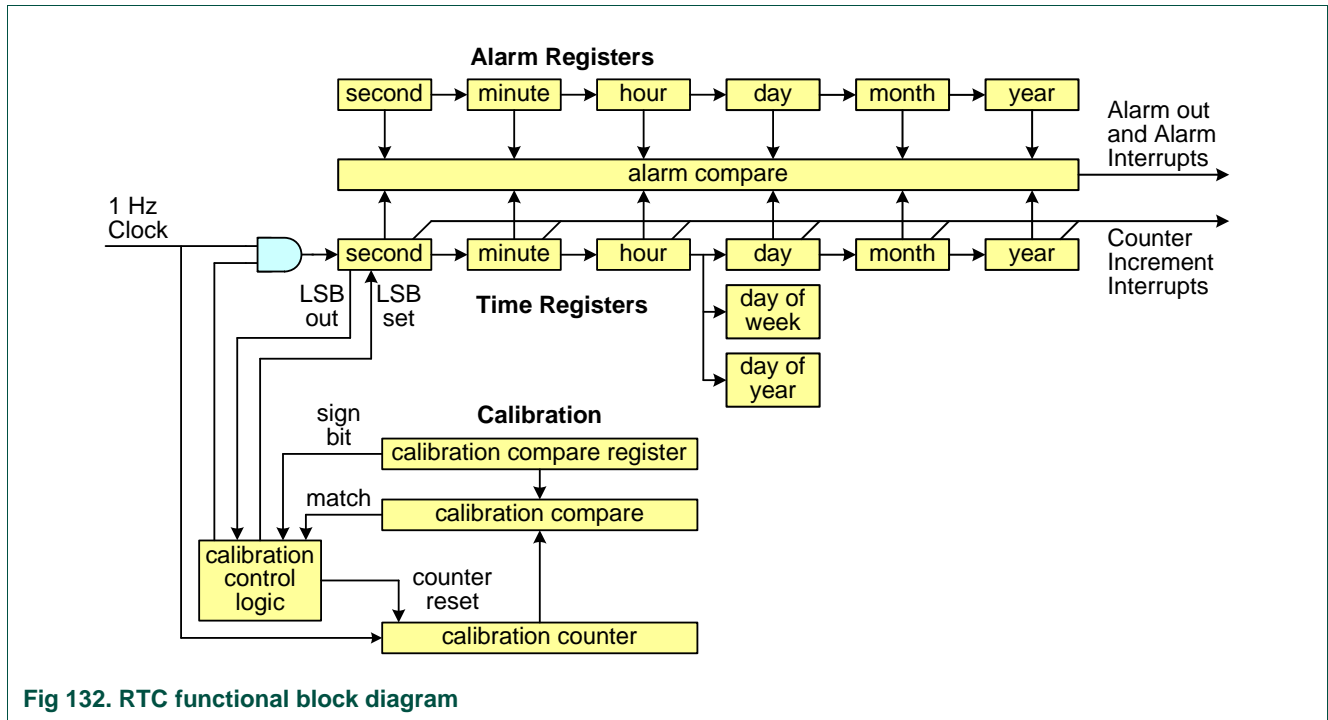 Alarm Registers
second
minute
hour
day
month
year
Alarm out
and Alarm
Interrupts
alarm compare
1 Hz
Clock
second
minute
hour
day
month
year
Counter
Increment
Interrupts
LSB
out
LSB
set
Time Registers
day of
week
day of
year
Calibration
sign
bit
calibration compare register
match
calibration compare
calibration
control
logic
counter
reset
calibration counter
Fig 132. RTC functional block diagram